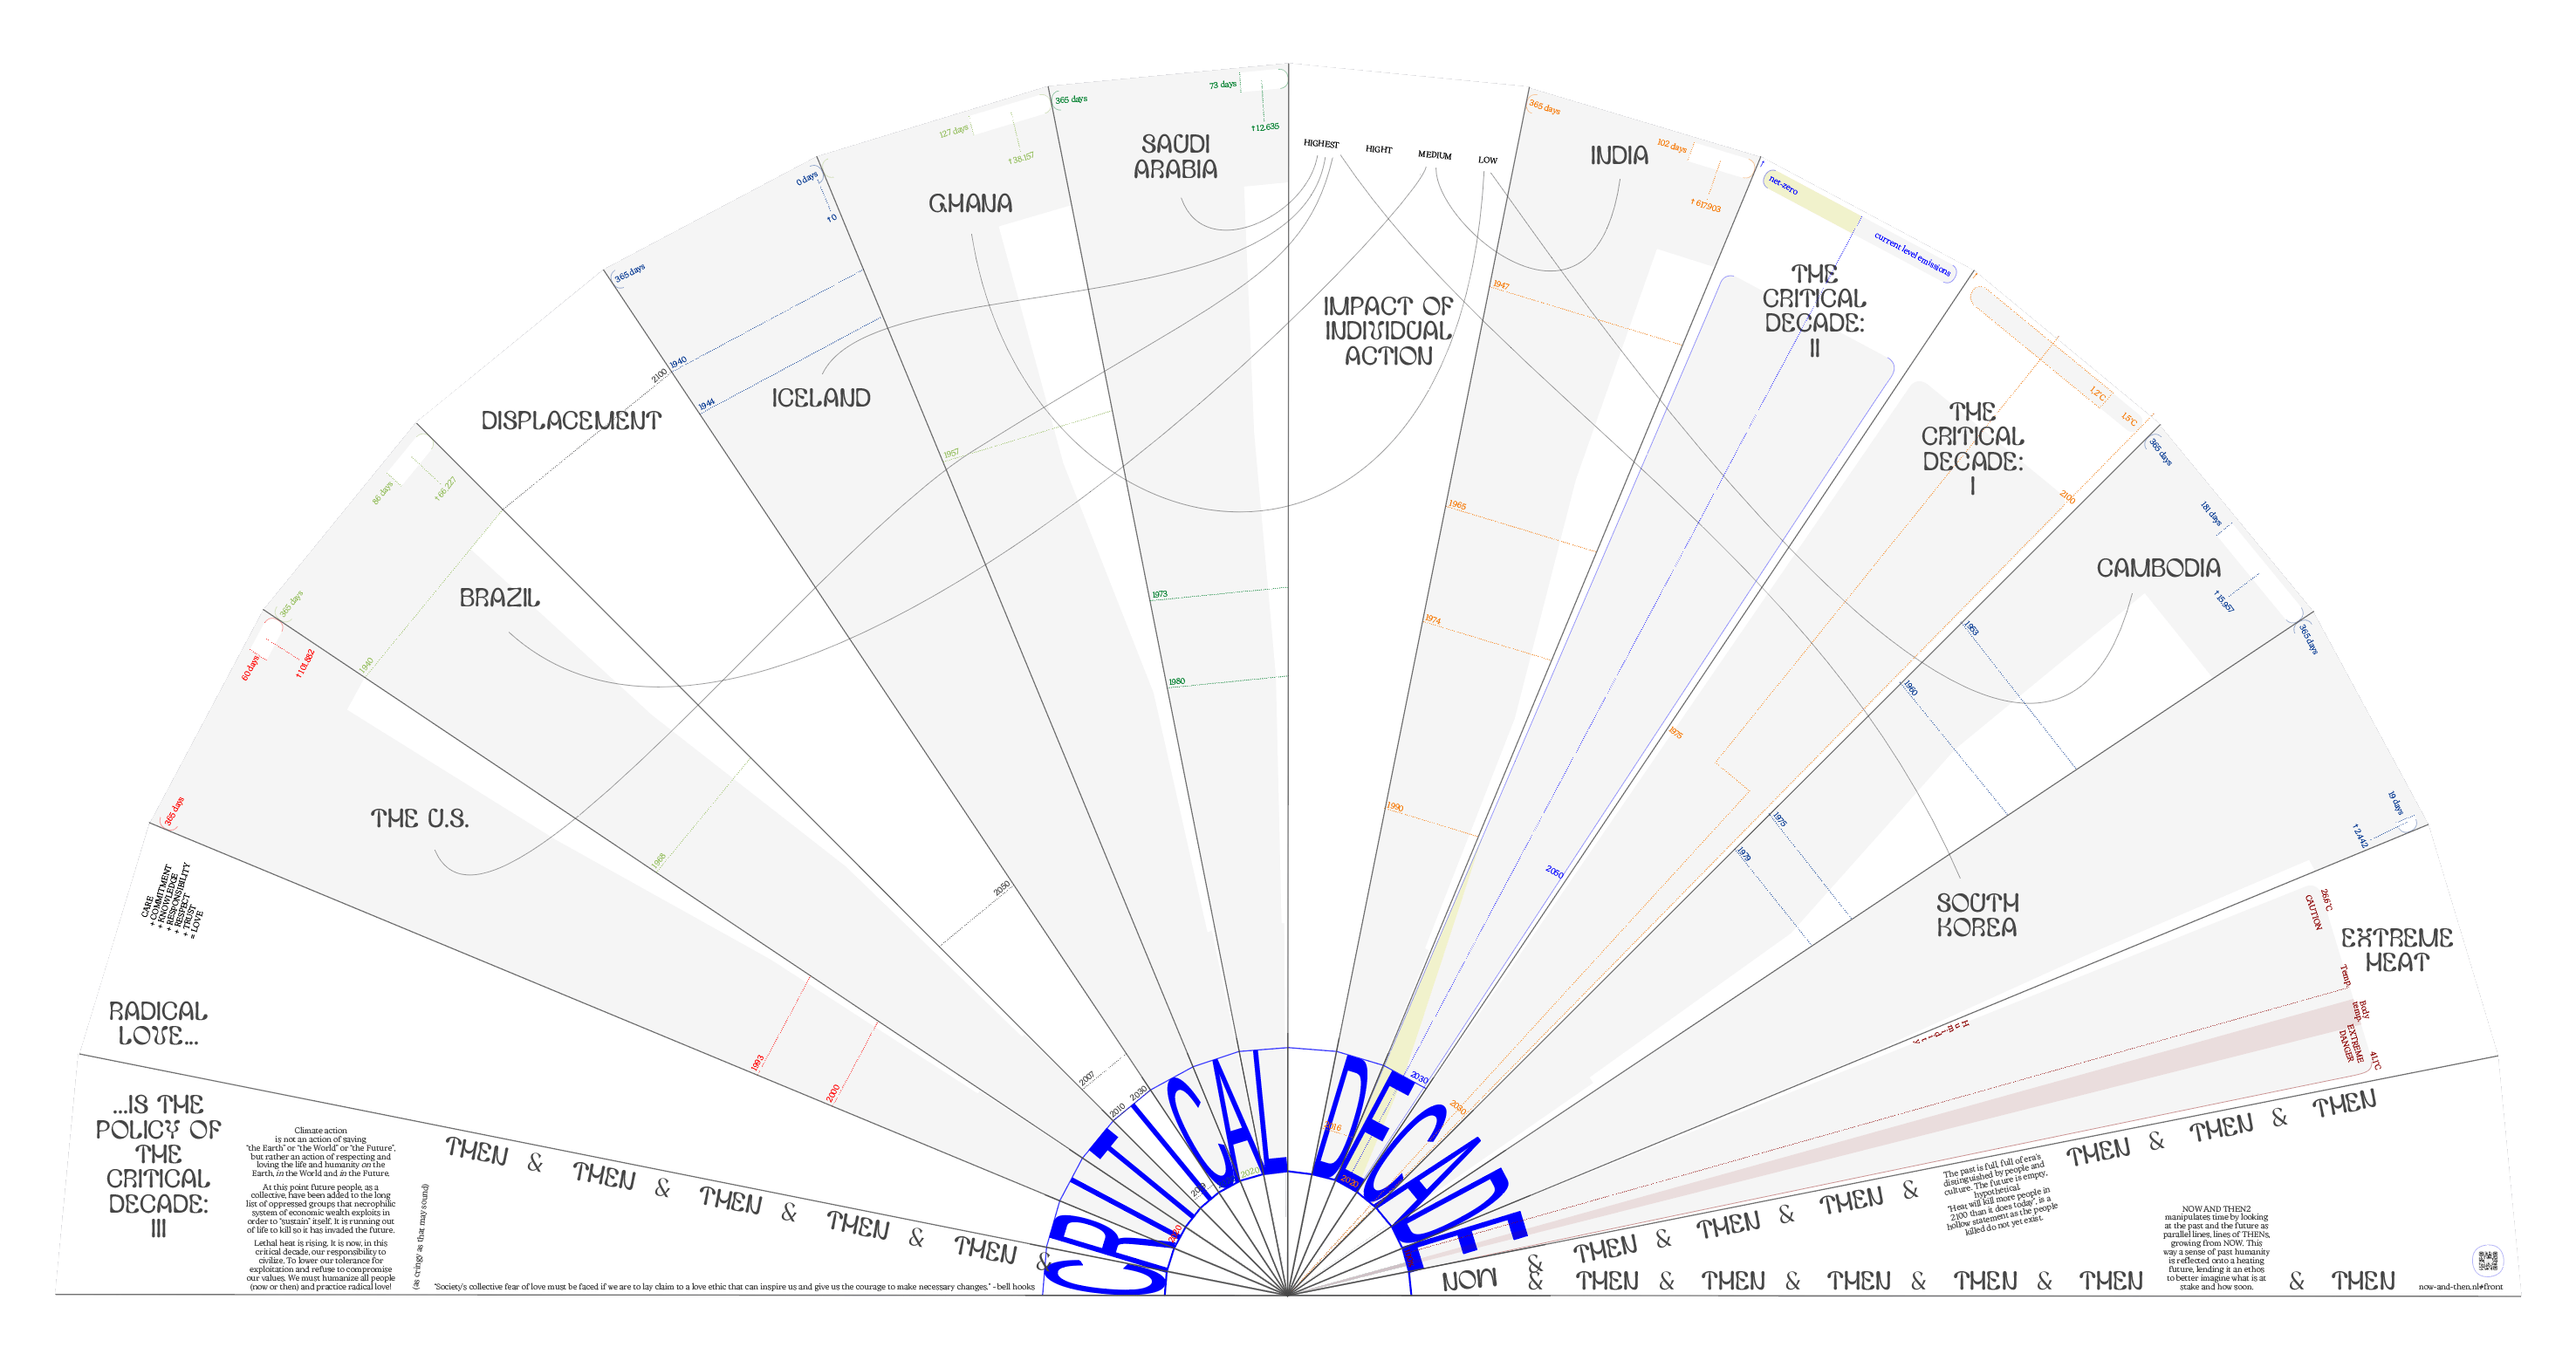 RADICAL
LOVE...
CARE
+ COMMITMENT
+ KNOWLEDGE
+ RESPONSIBILITY
+ RESPECT
+ TRUST
= LOVE
...IS THE
POLICY OF
THE
CRITICAL
DECADE:
III
Climate action
is not an action of saving
"the Earth" or "the World" or "the Future",
but rather an action of respecting and
loving the life and humanity on the
Earth, in the World and in the Future.
At this point future people, as a
collective, have been added to the long
list of oppressed groups that necrophilic
system of economic wealth exploits in
order to "sustain" itself. It is running out
of life to kill so it has invaded the future.
Lethal heat is rising. It is now, in this
critical decade, our responsibility to
civilize. To lower our tolerance for
exploitation and refuse to compromise
our values. We must humanize all people
(now or then) and practice radical love!
(as cringy as that may sound)
"Society's collective fear of love must be faced if we are to lay claim to a love ethic that can inspire us and give us the courage to make necessary changes." - bell hooks
THEN & THEN & THEN & THEN & THEN &
THE U.S.
365 days
60 days
†101.882
1993
2000
2020
BRAZIL
365 days
86 days
†66.227
1940
1968
2010
DISPLACEMENT
2100
2050
2007
2030
2010
ICELAND
365 days
0 days
†0
1940
1944
GHANA
127 days
†38.157
1957
2020
SAUDI
ARABIA
365 days
73 days
†12.635
1973
1980
IMPACT OF
INDIVIDUAL
ACTION
HIGHEST
HIGHT
MEDIUM
LOW
INDIA
365 days
102 days
†617.903
1947
1965
1974
1990
2016
THE
CRITICAL
DECADE:
II
net-zero
current level emissions
2050
2030
2020
THE
CRITICAL
DECADE:
I
1.2°C
1.5°C
2100
1975
2030
CAMBODIA
365 days
181 days
†15.957
1953
1960
1975
1979
SOUTH
KOREA
365 days
19 days
†2.442
EXTREME
HEAT
26.6°C
CAUTION
Temp.
Body
temp.
EXTREME
DANGER
41.1°C
Humidity
CRITICAL DECADE
NOW
& THEN & THEN & THEN & THEN & THEN & THEN & THEN
& THEN & THEN & THEN & THEN & THEN & THEN
The past is full, full of era's
distinguished by people and
culture. The future is empty,
hypothetical.
"Heat will kill more people in
2100 than it does today", is a
hollow statement as the people
killed do not yet exist.
NOW AND THEN2
manipulates time by looking
at the past and the future as
parallel lines, lines of THENs,
growing from NOW. This
way a sense of past humanity
is reflected onto a heating
future, lending it an ethos
to better imagine what is at
stake and how soon.
now-and-then.nl#front